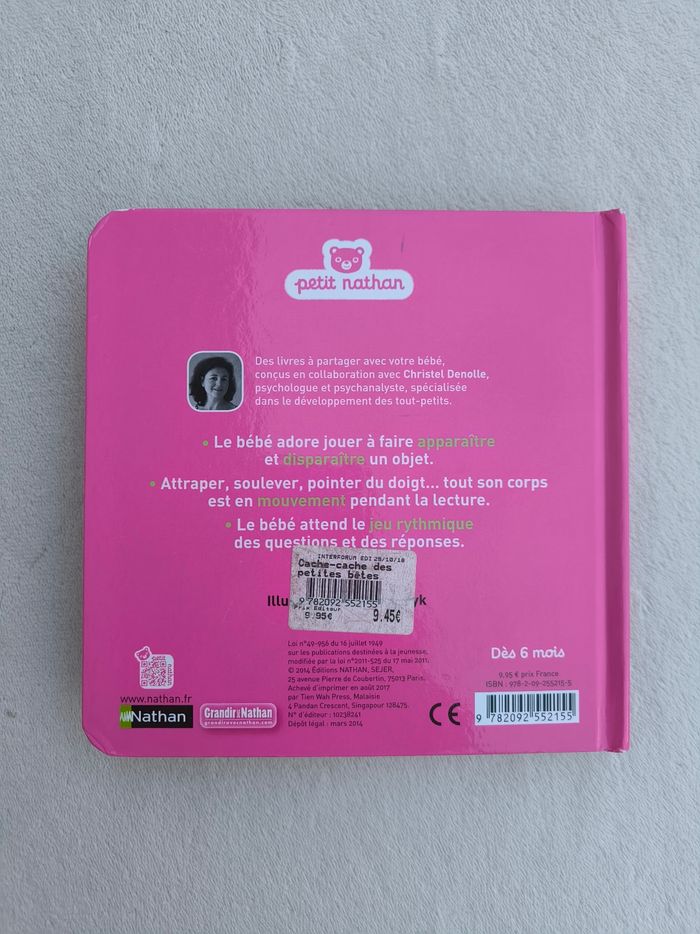 petit nathan
Des livres à partager avec votre bébé,
conçus en collaboration avec Christel Denolle,
psychologue et psychanalyste, spécialisée
dans le développement des tout-petits.
• Le bébé adore jouer à faire apparaître
et disparaître un objet.
• Attraper, soulever, pointer du doigt... tout son corps
est en mouvement pendant la lecture.
• Le bébé attend le jeu rythmique
des questions et des réponses.
INTERFORUM EDI 29/10/18
Cache-cache des
petites bêtes
9 782092 552155
Prix Editeur
9.95€
9.45€
Illu
yk
Loi n°49-956 du 16 juillet 1949
sur les publications destinées à la jeunesse,
modifiée par la loi n°2011-525 du 17 mai 2011.
© 2014 Éditions NATHAN, SEJER,
25 avenue Pierre de Coubertin, 75013 Paris.
Achevé d'imprimer en août 2017
par Tien Wah Press, Malaisie
4 Pandan Crescent, Singapour 128475.
N° d'éditeur : 10238241
Dépôt légal : mars 2014
www.nathan.fr
Nathan
Grandir avec Nathan
grandiravecnathan.com
CE
Dès 6 mois
9,95 € prix France
ISBN : 978-2-09-255215-5
9 782092 552155